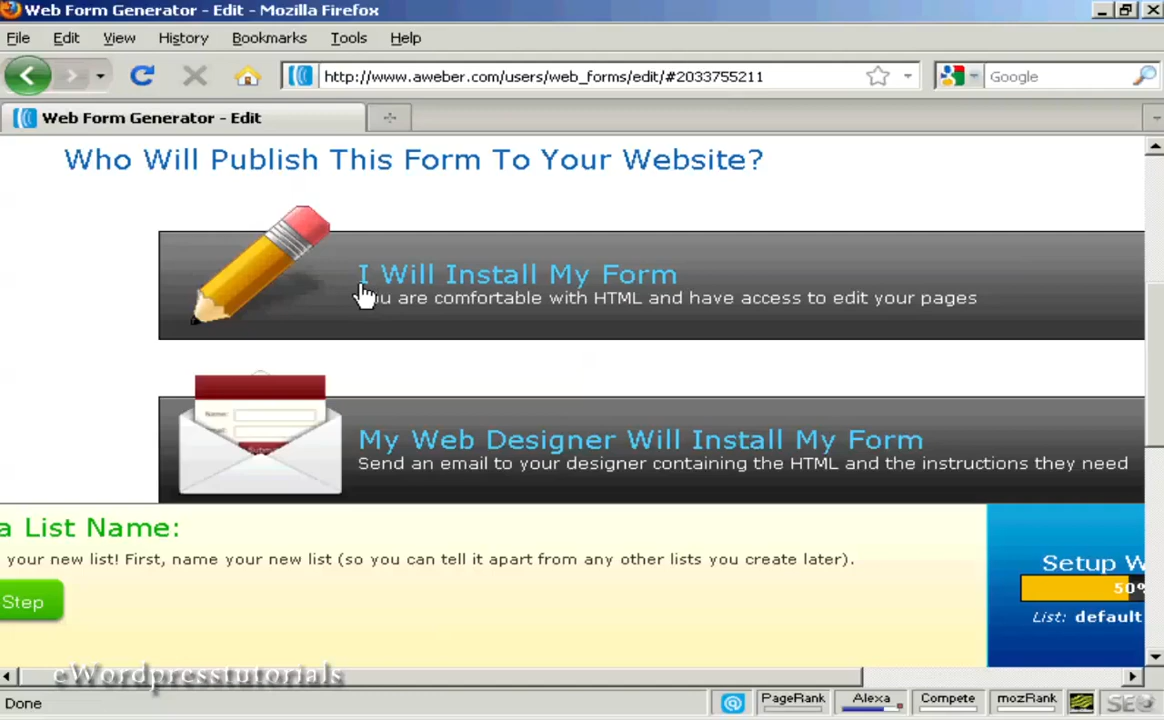 Web Form Generator - Edit - Mozilla Firefox
File Edit View History Bookmarks Tools Help
http://www.aweber.com/users/web_forms/edit/#2033755211
Google
Web Form Generator - Edit
Who Will Publish This Form To Your Website?
I Will Install My Form
You are comfortable with HTML and have access to edit your pages
My Web Designer Will Install My Form
Send an email to your designer containing the HTML and the instructions they need
Name:
a List Name:
your new list! First, name your new list (so you can tell it apart from any other lists you create later).
Step
Setup W
50%
List: default
eWordpresstutorials
Done
PageRank
Alexa
Compete
mozRank
SEO